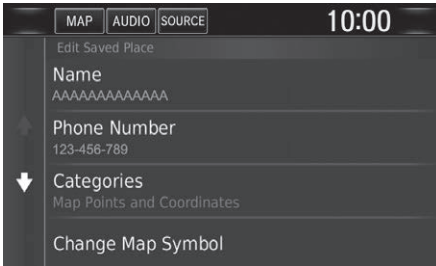 MAP AUDIO SOURCE 10:00
Edit Saved Place
Name
AAAAAAAAAAAAA
Phone Number
123-456-789
Categories
Map Points and Coordinates
Change Map Symbol